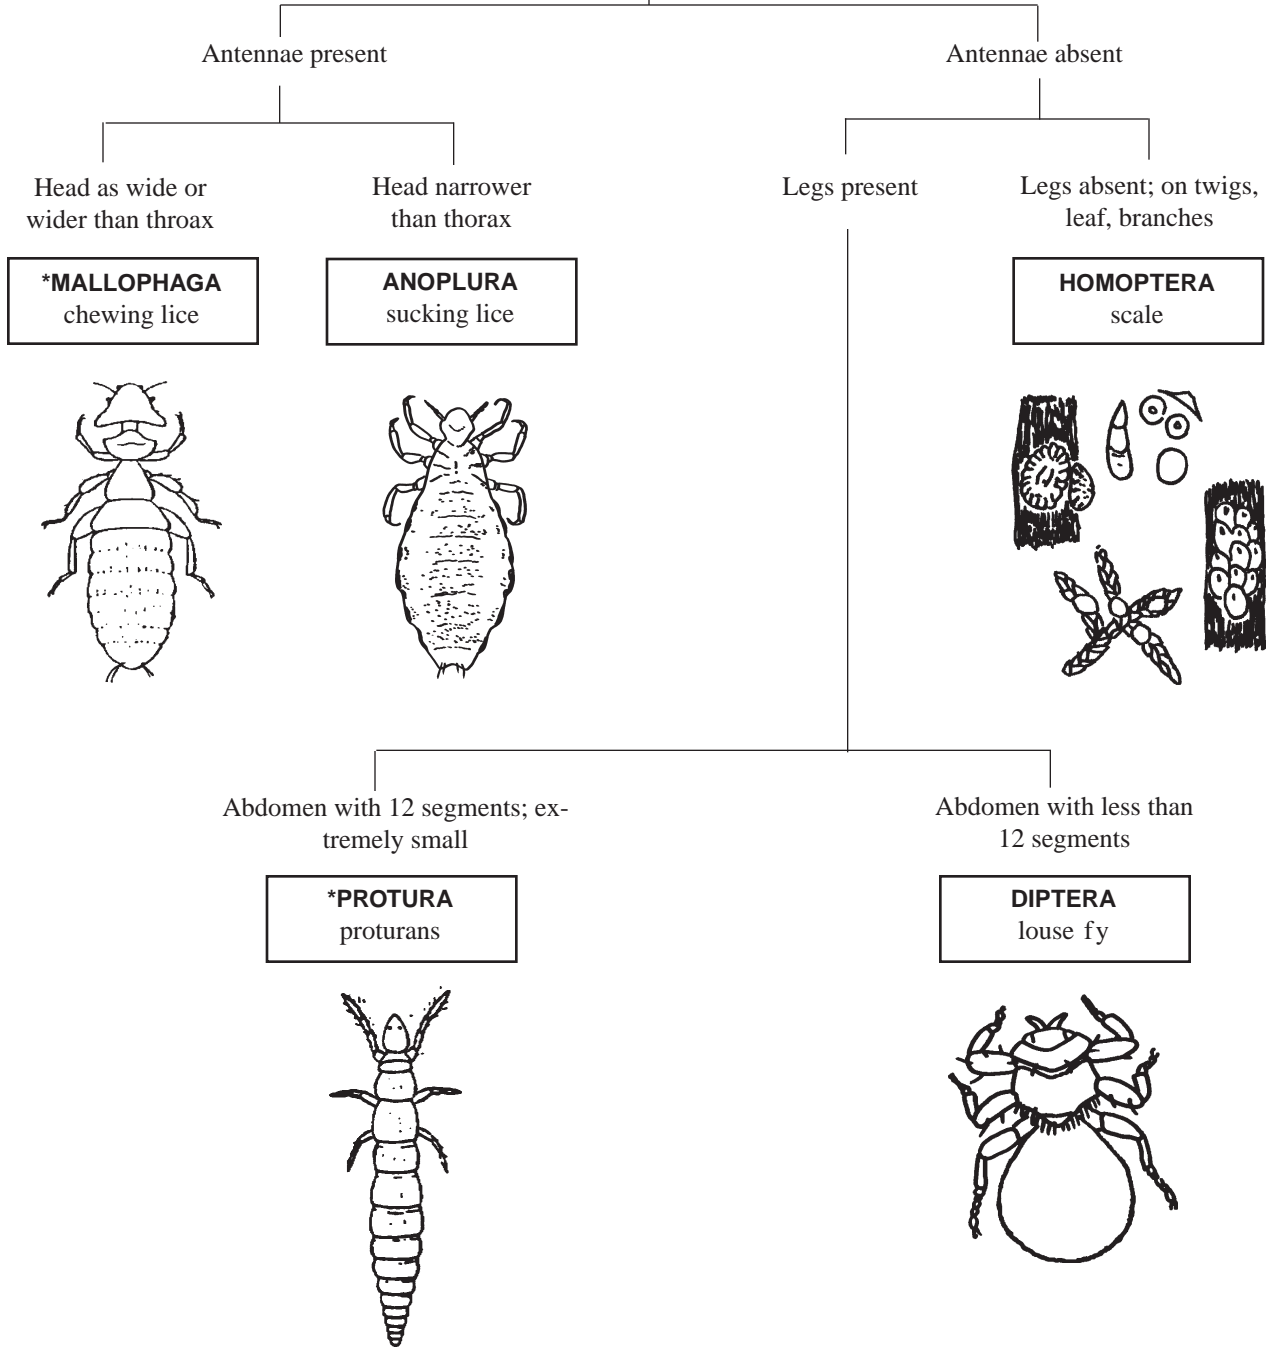 Antennae present
Antennae absent
Head as wide or
wider than throax
Head narrower
than thorax
Legs present
Legs absent; on twigs,
leaf, branches
*MALLOPHAGA
chewing lice
ANOPLURA
sucking lice
HOMOPTERA
scale
Abdomen with 12 segments; ex-
tremely small
Abdomen with less than
12 segments
*PROTURA
proturans
DIPTERA
louse fy